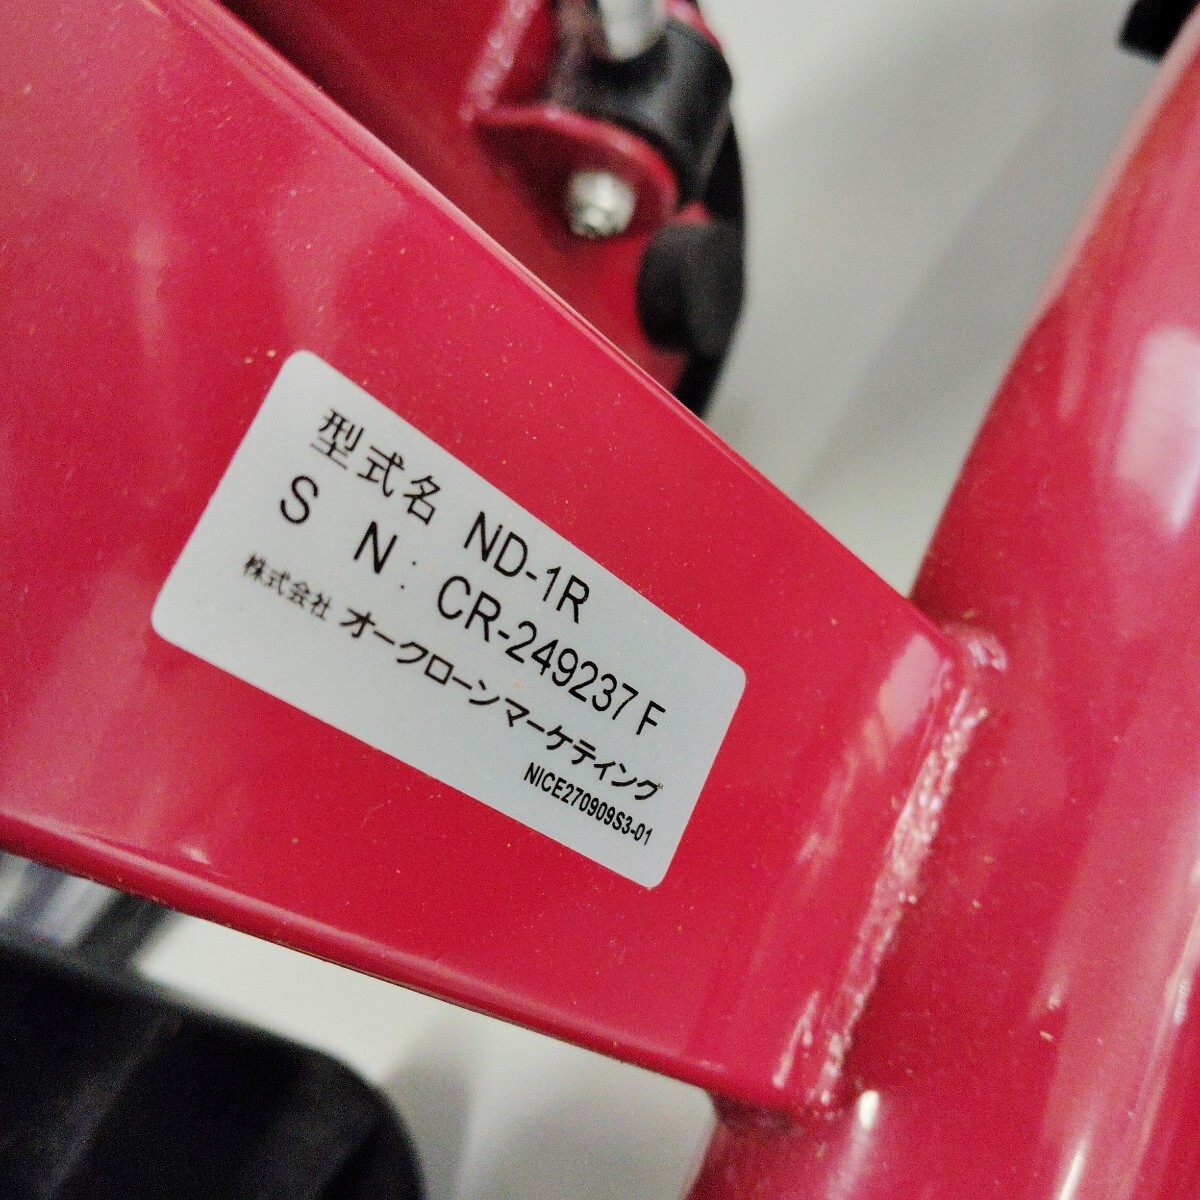 型式名 ND-1R
S N: CR-249237F
株式会社 オークローンマーケティング
NICE270909S3-01